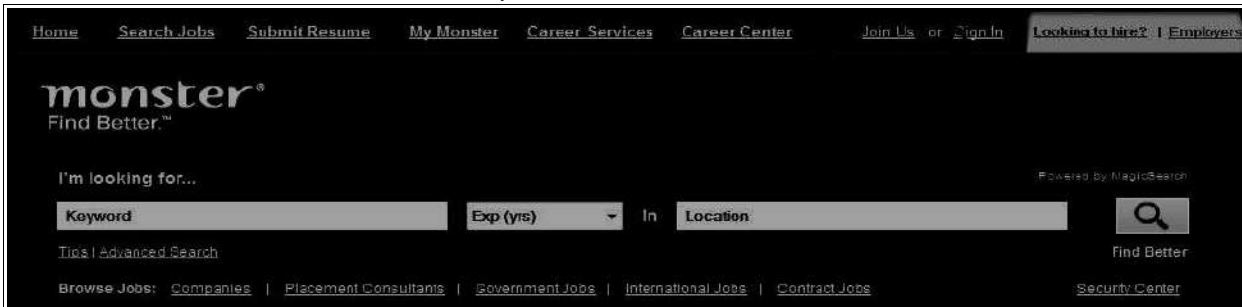 Home Search Jobs Submit Resume My Monster Career Services Career Center Join Us or Sign In Looking to hire? | Employers
monster®
Find Better.™
I'm looking for...
Powered by MagicSearch
Keyword Exp (yrs) In Location
Tips | Advanced Search Find Better
Browse Jobs: Companies | Placement Consultants | Government Jobs | International Jobs | Contract Jobs Security Center